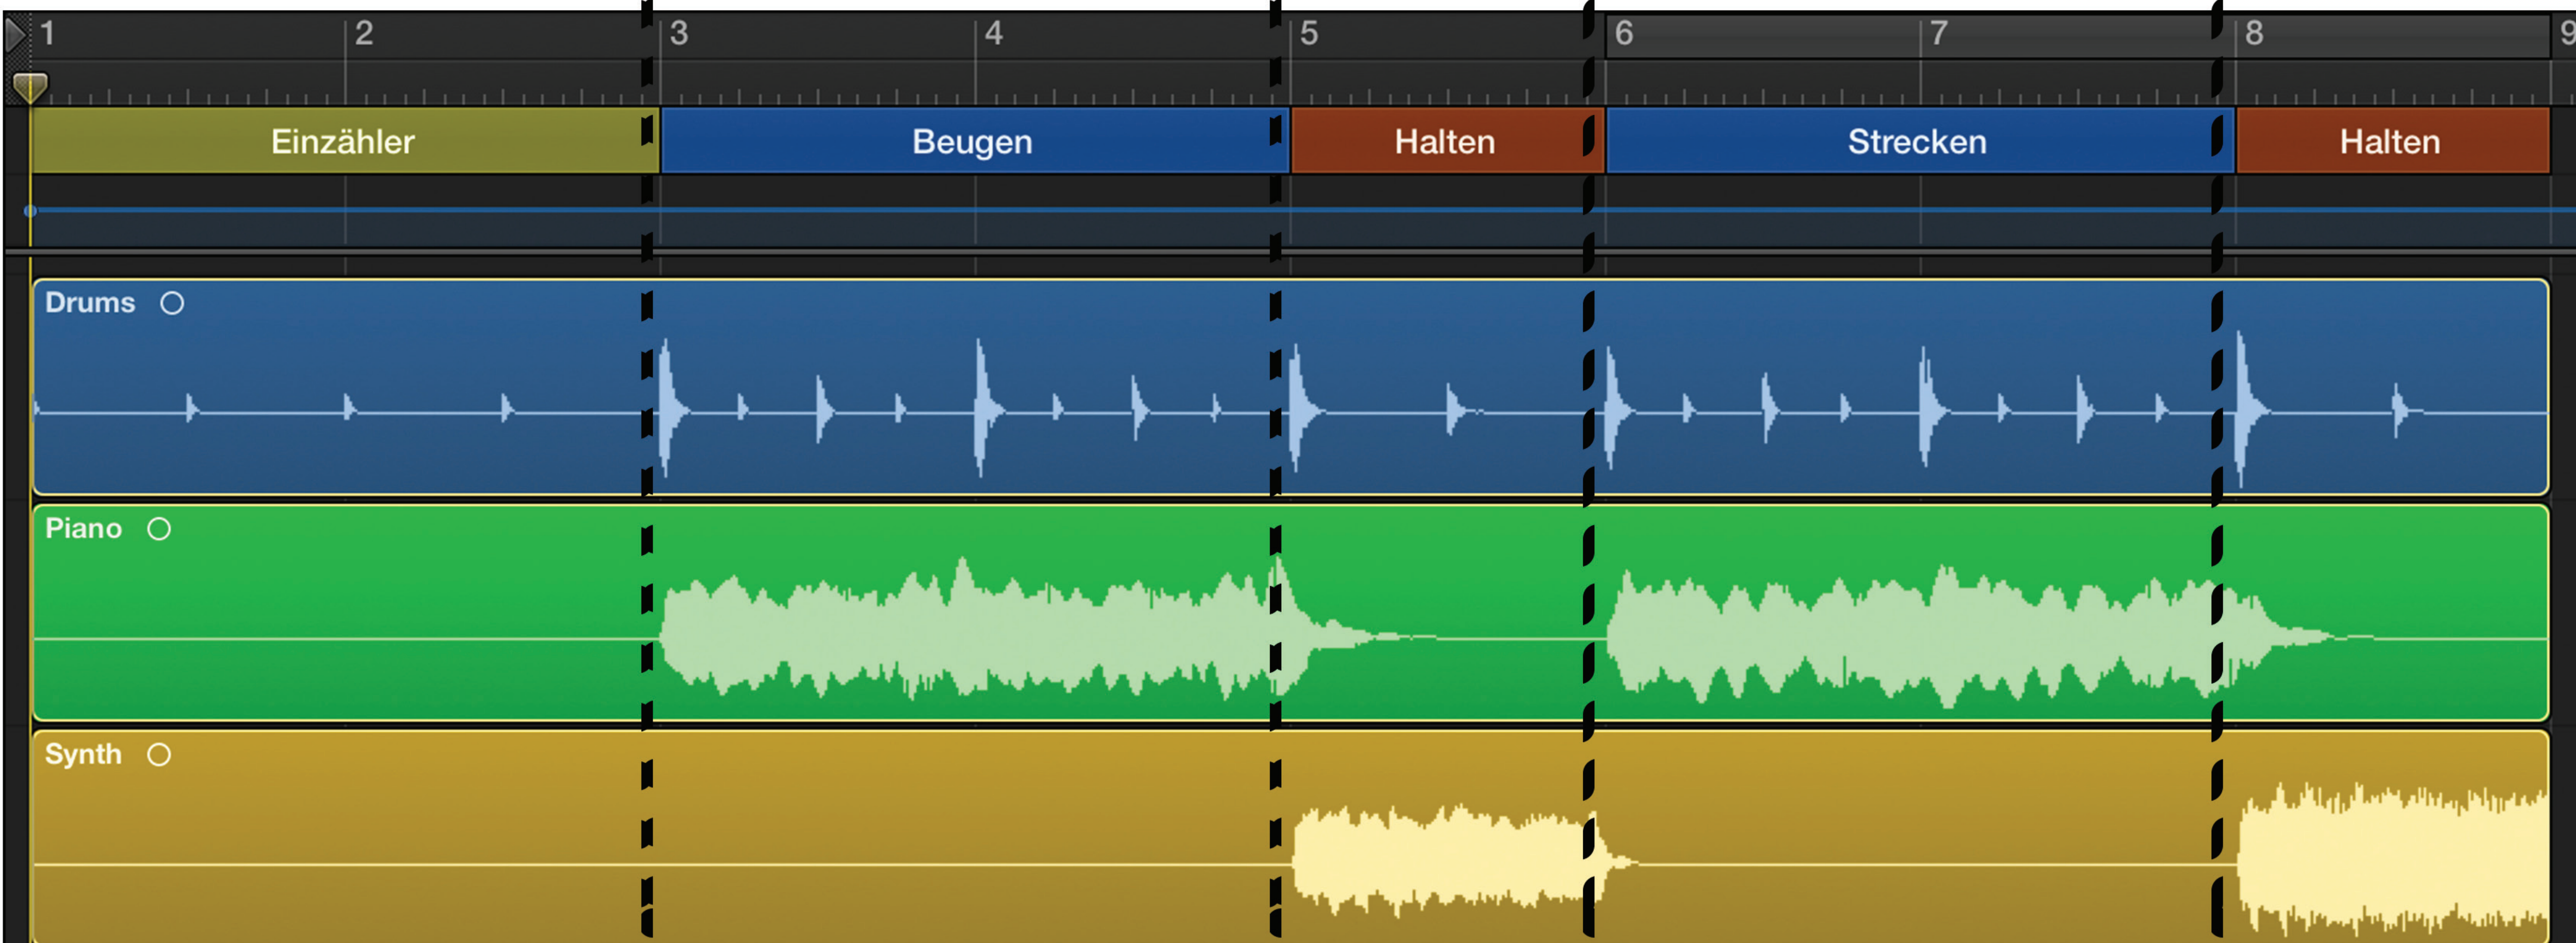 1 2 3 4 5 6 7 8 9
Einzähler Beugen Halten Strecken Halten
Drums
Piano
Synth